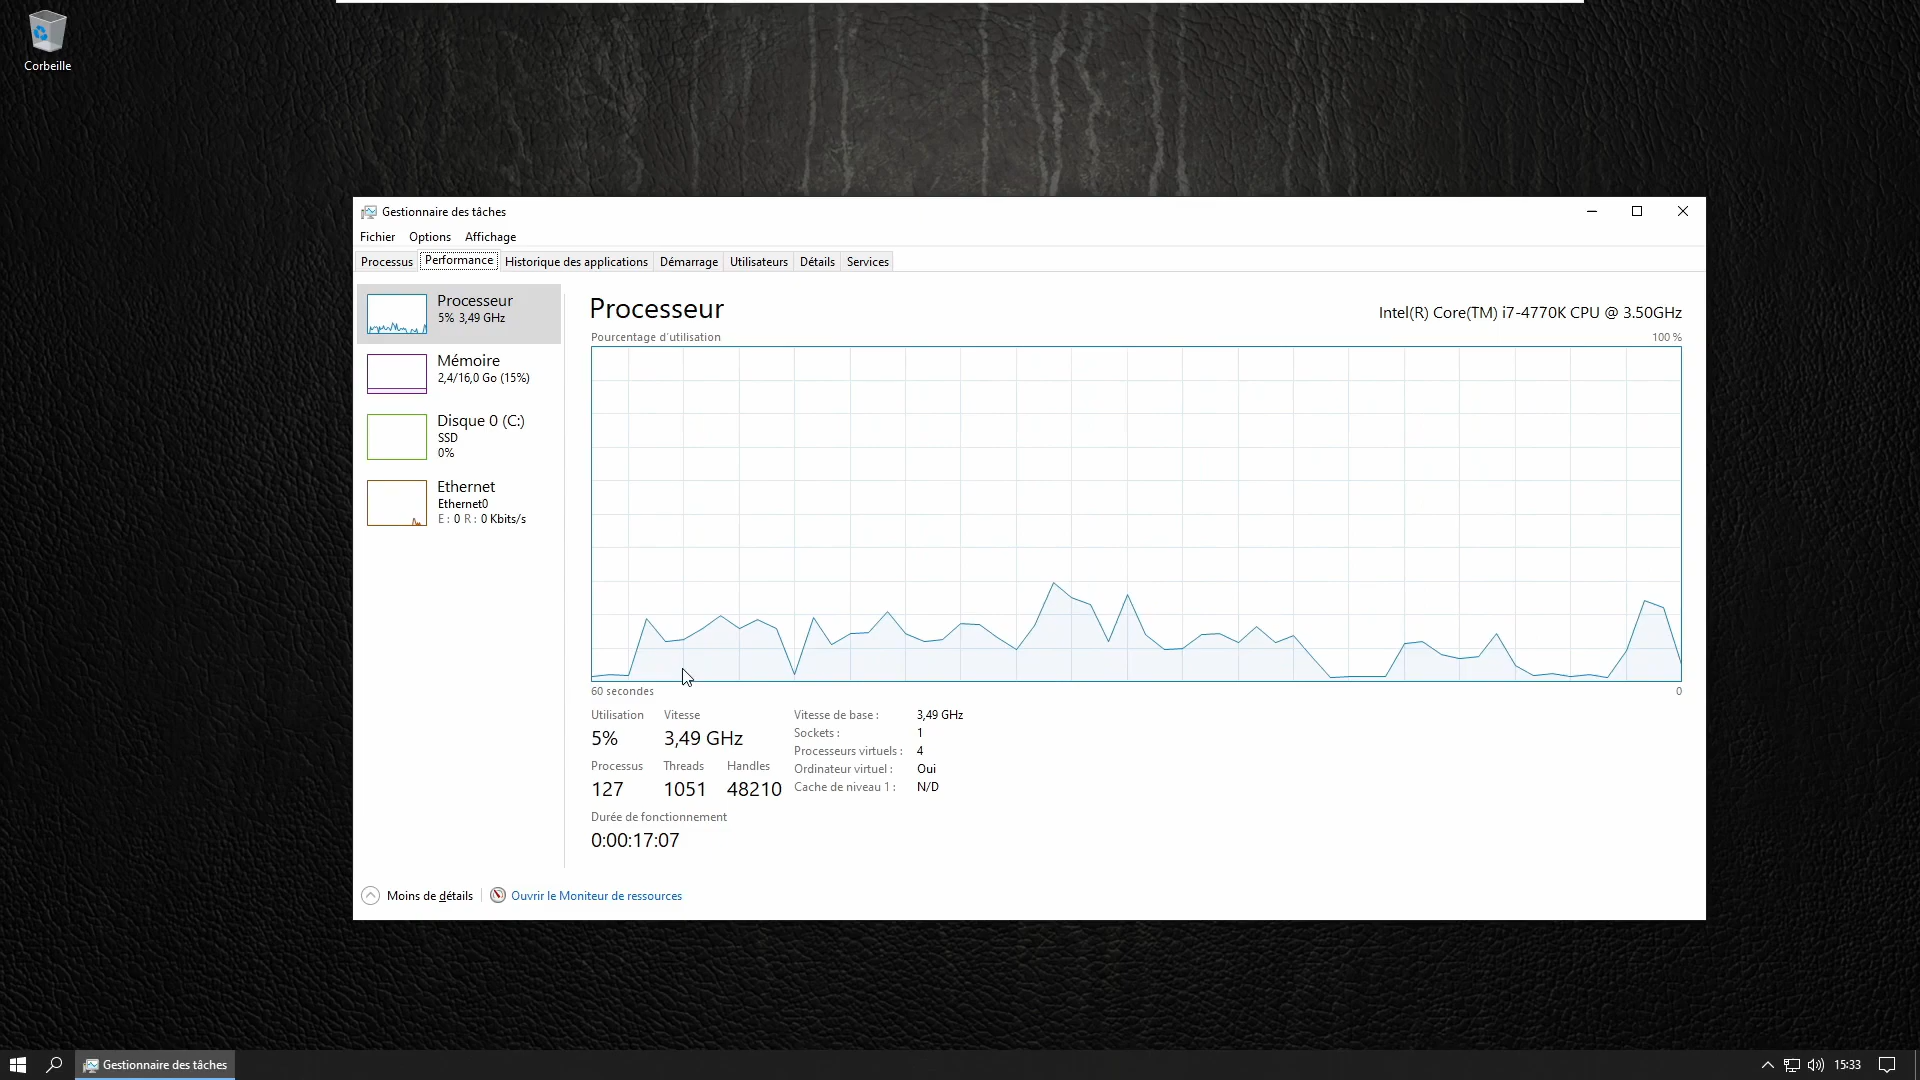 Corbeille
Gestionnaire des tâches
Fichier Options Affichage
Processus Performance Historique des applications Démarrage Utilisateurs Détails Services
Processeur
5% 3,49 GHz
Mémoire
2,4/16,0 Go (15%)
Disque 0 (C:)
SSD
0%
Ethernet
Ethernet0
E : 0 R : 0 Kbits/s
Processeur
Intel(R) Core(TM) i7-4770K CPU @ 3.50GHz
Pourcentage d'utilisation 100 %
60 secondes 0
Utilisation Vitesse
5% 3,49 GHz
Processus Threads Handles
127 1051 48210
Durée de fonctionnement
0:00:17:07
Vitesse de base : 3,49 GHz
Sockets : 1
Processeurs virtuels : 4
Ordinateur virtuel : Oui
Cache de niveau 1 : N/D
Moins de détails Ouvrir le Moniteur de ressources
Gestionnaire des tâches 15:33